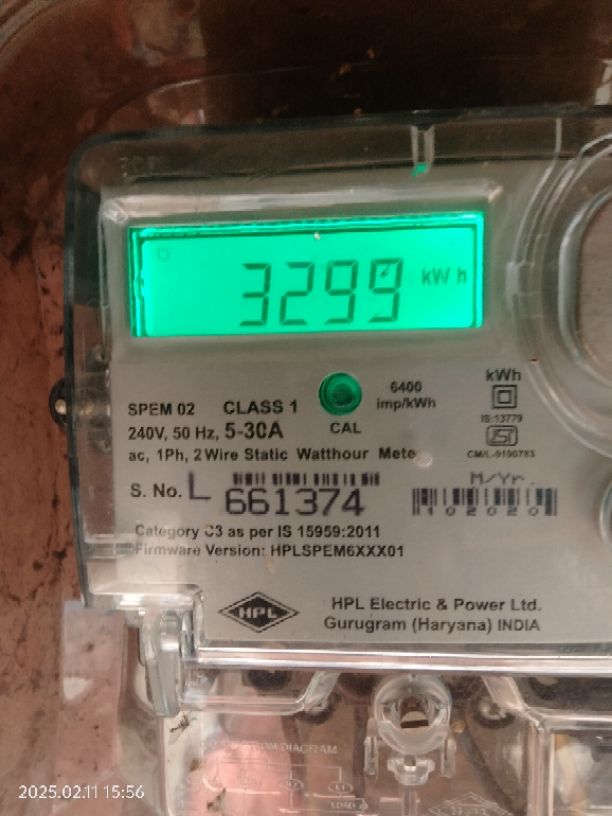 3299 kWh
6400
imp/kWh
kWh
IS:13779
CM/L-9100783
SPEM 02 CLASS 1
CAL
240V, 50 Hz, 5-30A
ac, 1Ph, 2 Wire Static Watthour Mete
M/Yr.
S. No. L 661374
102020
Category C3 as per IS 15959:2011
Firmware Version: HPLSPEM6XXX01
HPL
HPL Electric & Power Ltd.
Gurugram (Haryana) INDIA
DIAGRAM
2025.02.11 15:56